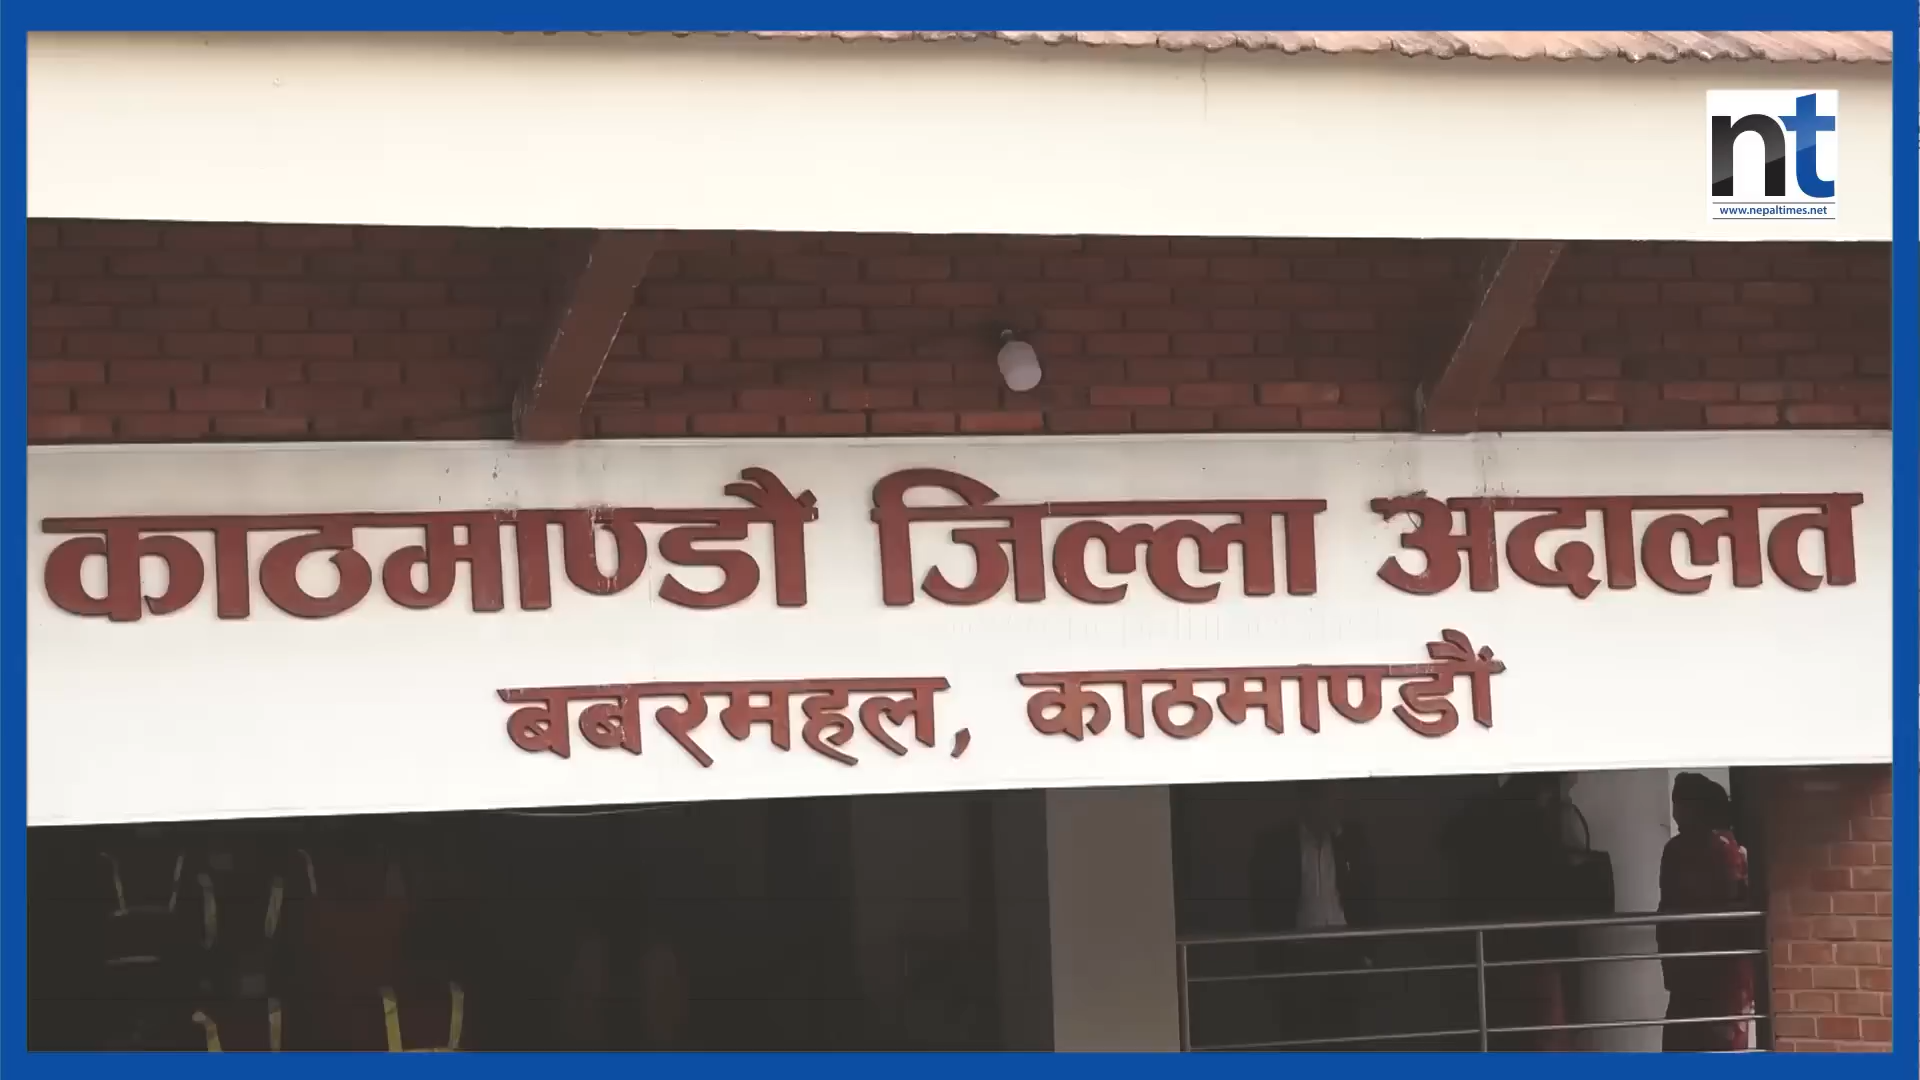 nt
www.nepaltimes.net
काठमाण्डौं जिल्ला अदालत
बबरमहल, काठमाण्डौं